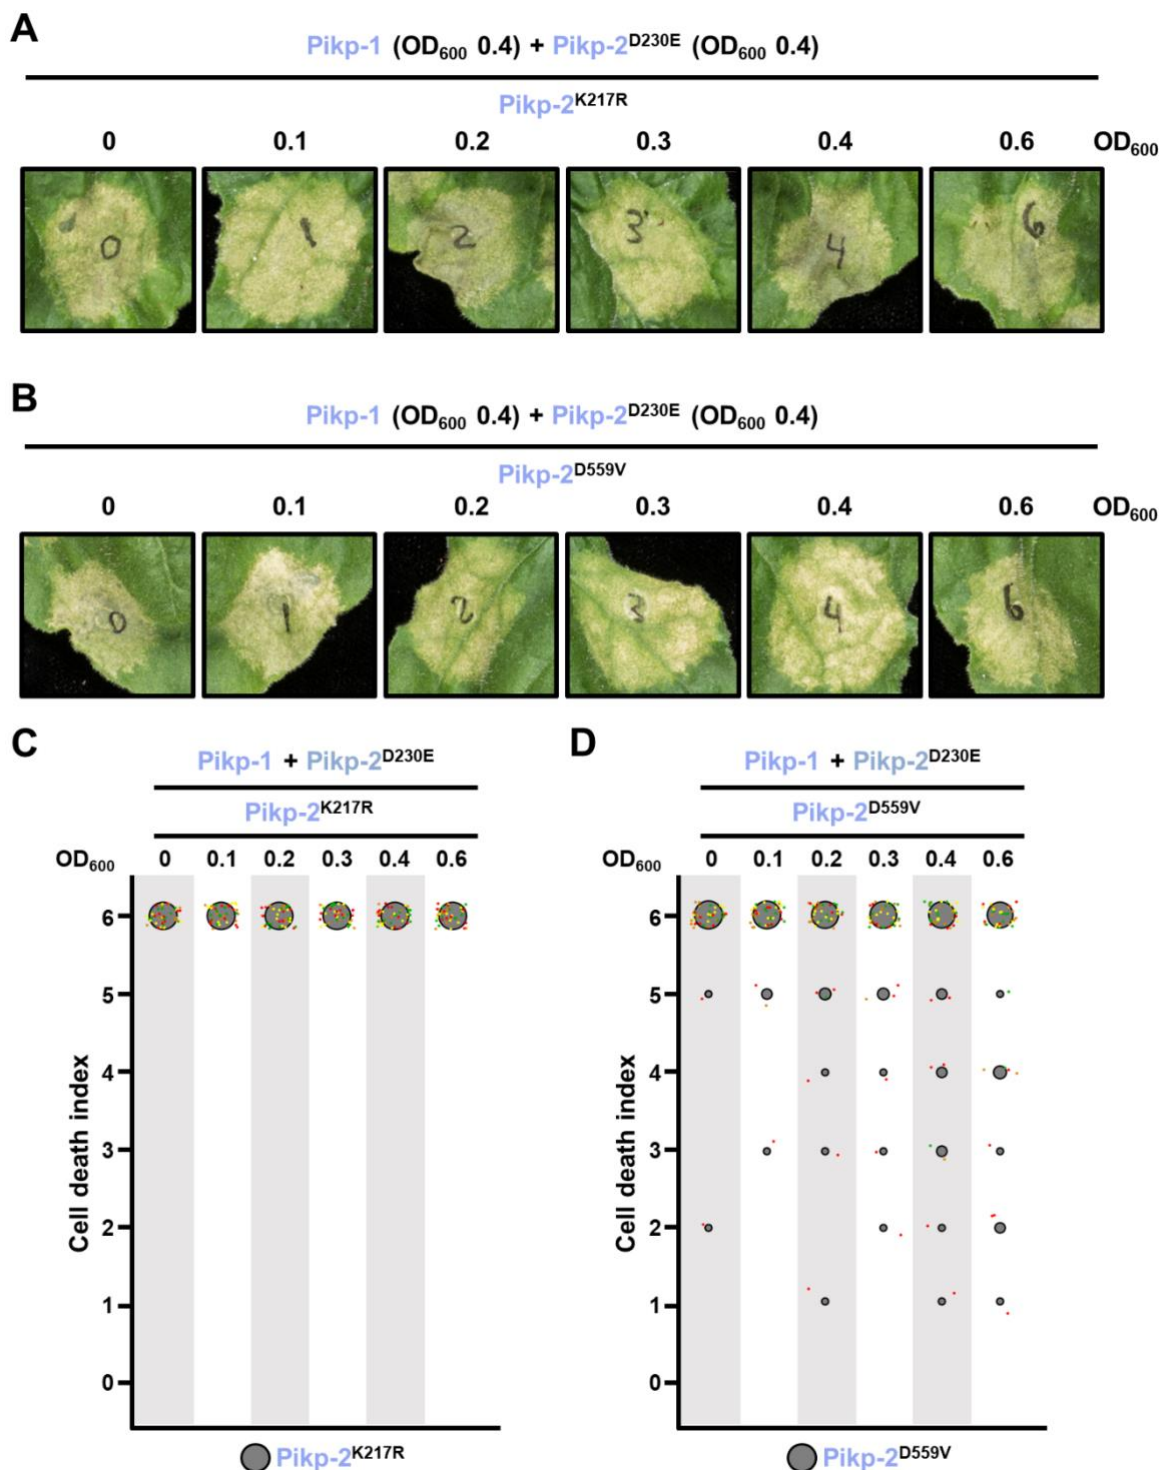 A
Pikp-1 (OD600 0.4) + Pikp-2D230E (OD600 0.4)
Pikp-2K217R
0 0.1 0.2 0.3 0.4 0.6 OD600
0 1 2 3 4 6
B
Pikp-1 (OD600 0.4) + Pikp-2D230E (OD600 0.4)
Pikp-2D559V
0 0.1 0.2 0.3 0.4 0.6 OD600
0 1 2 3 4 6
C
Pikp-1 + Pikp-2D230E
Pikp-2K217R
OD600 0 0.1 0.2 0.3 0.4 0.6
Cell death index
6
5
4
3
2
1
0
Pikp-2K217R
D
Pikp-1 + Pikp-2D230E
Pikp-2D559V
OD600 0 0.1 0.2 0.3 0.4 0.6
Cell death index
6
5
4
3
2
1
0
Pikp-2D559V